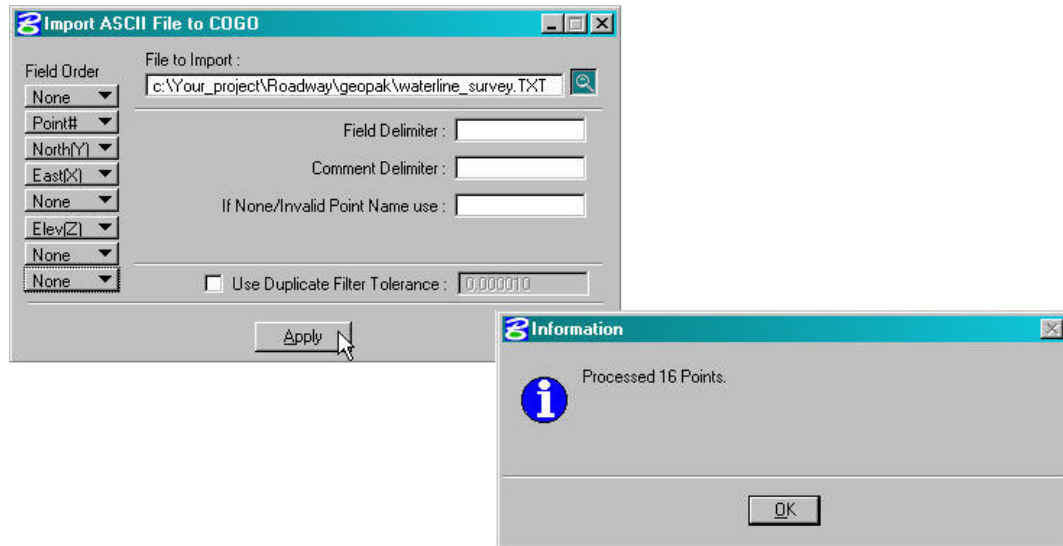 Import ASCII File to COGO
Field Order
None
Point#
North(Y)
East(X)
None
Elev(Z)
None
None
File to Import :
c:\Your_project\Roadway\geopak\waterline_survey.TXT
Field Delimiter :
Comment Delimiter :
If None/Invalid Point Name use :
Use Duplicate Filter Tolerance : 0.000010
Apply
Information
Processed 16 Points.
OK